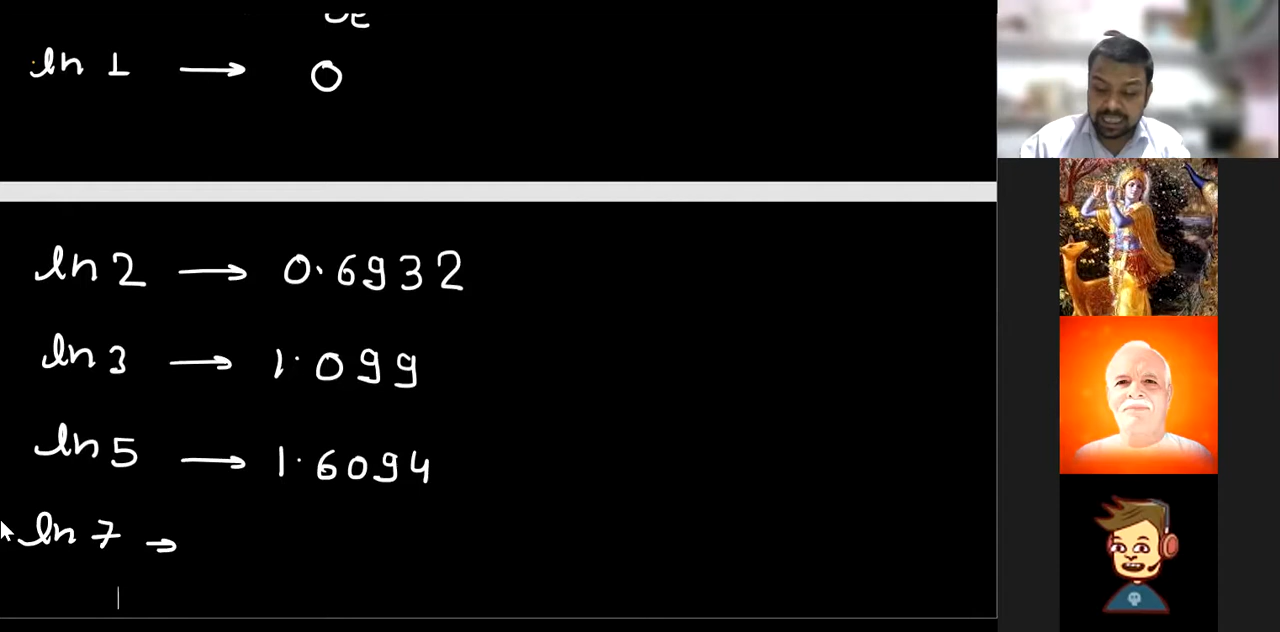 ln 1 → 0
ln 2 → 0.6932
ln 3 → 1.099
ln 5 → 1.6094
ln 7 →